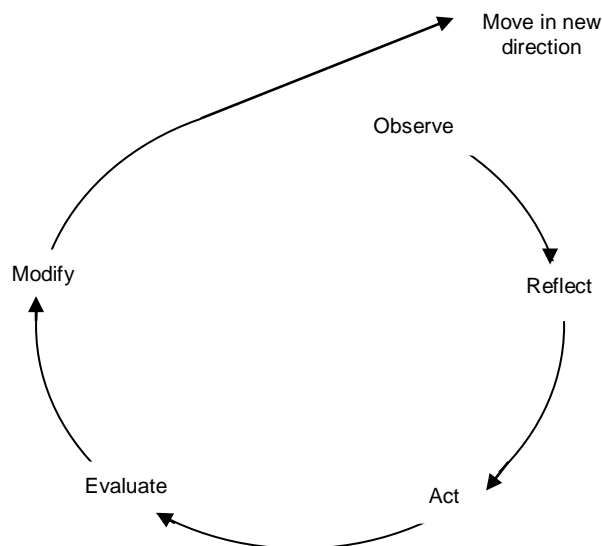 Move in new
direction
Observe
Reflect
Act
Evaluate
Modify